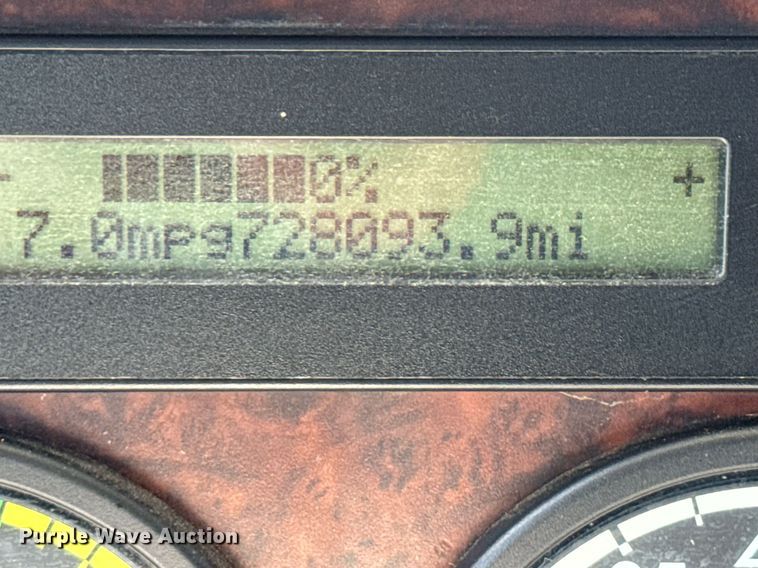 - 0% +
7.0mpg728093.9mi
Purple Wave Auction